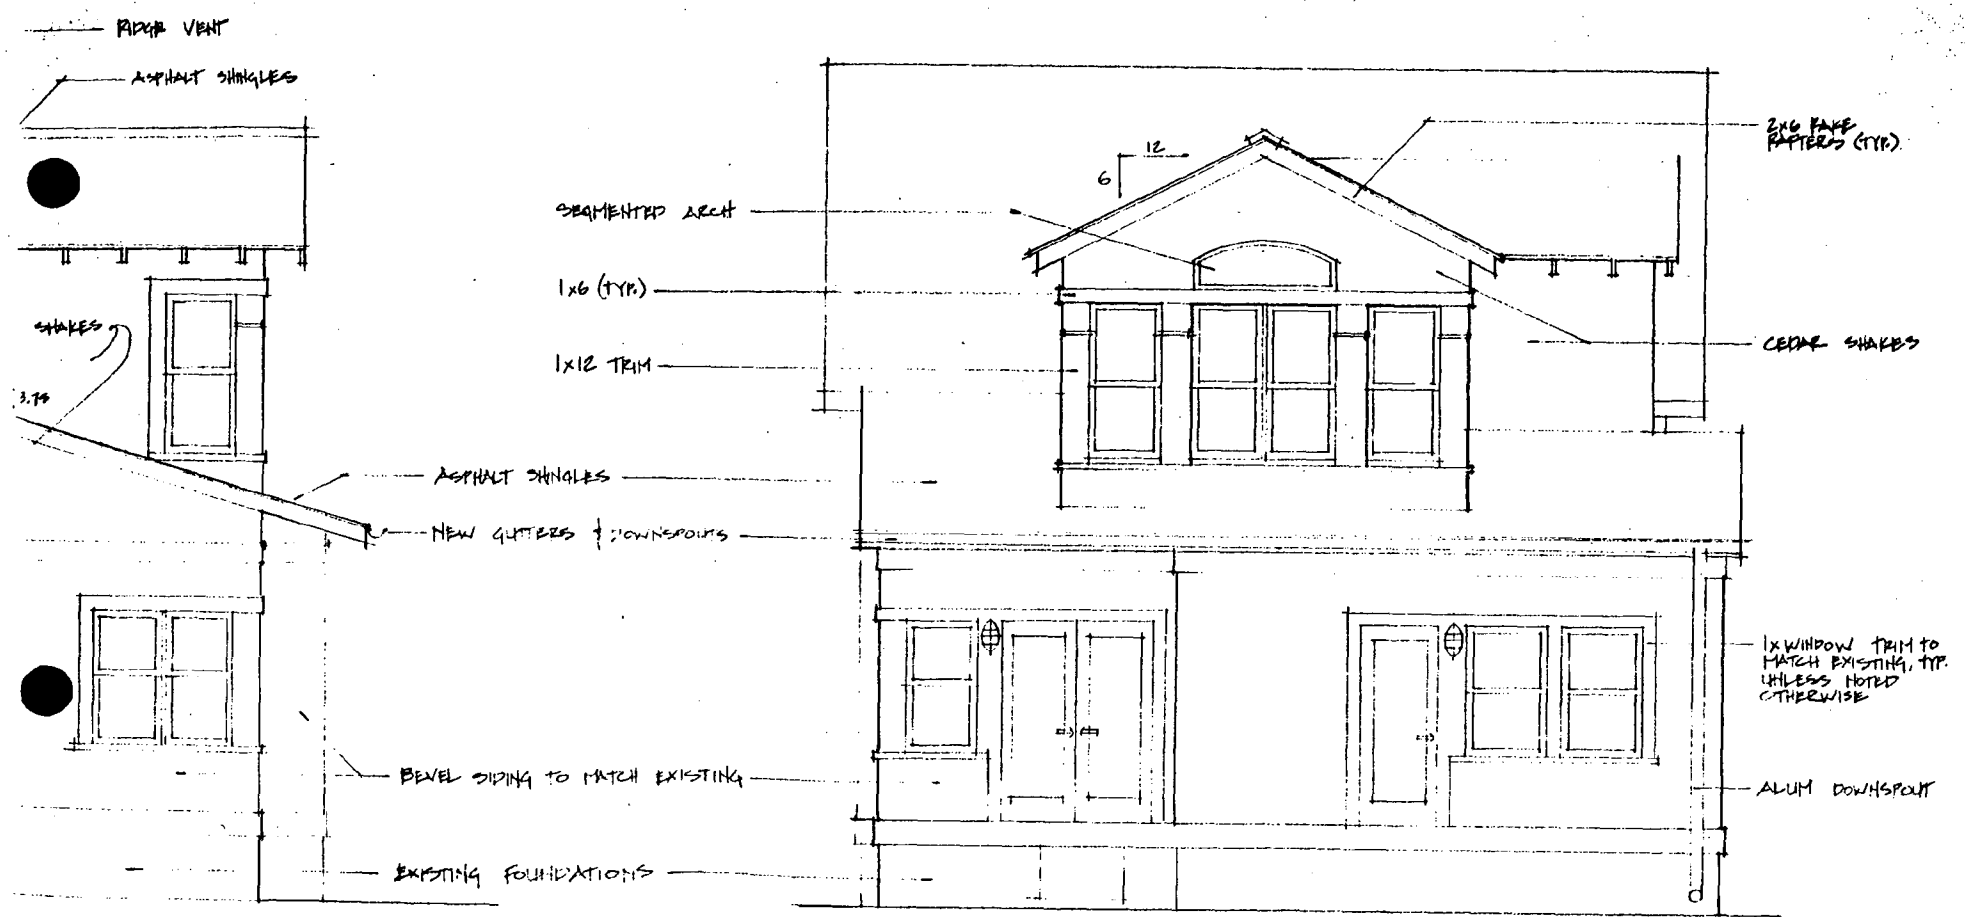 RIDGE VENT
ASPHALT SHINGLES
SHAKES
3.75
12
6
SEGMENTED ARCH
1x6 (TYP.)
1x12 TRIM
ASPHALT SHINGLES
NEW GUTTERS & DOWNSPOUTS
BEVEL SIDING TO MATCH EXISTING
EXISTING FOUNDATIONS
2x6 FAKE
RAFTERS (TYP.)
CEDAR SHAKES
1x WINDOW TRIM TO
MATCH EXISTING, TYP.
UNLESS NOTED
OTHERWISE
ALUM DOWNSPOUT